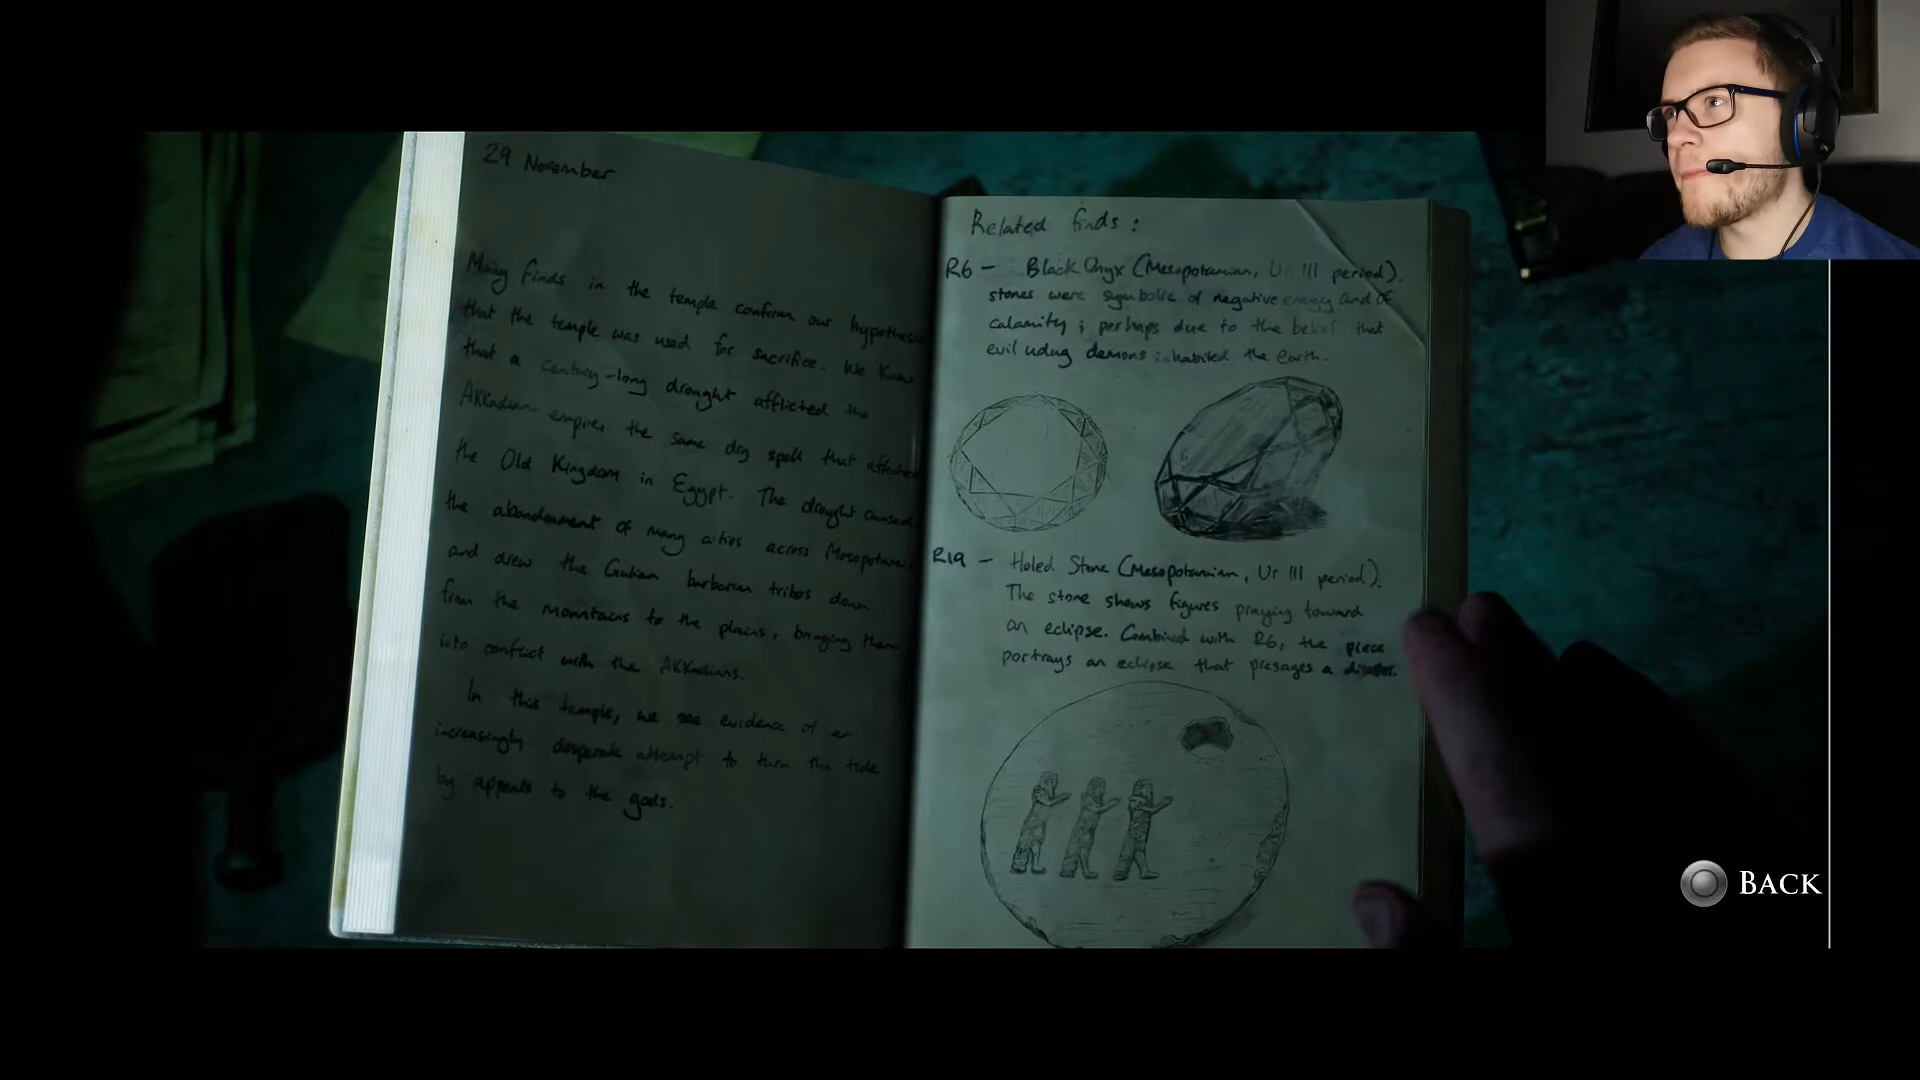 29 November
Many finds in the temple confirm our hypothesis
that the temple was used for sacrifice. We know
that a century-long drought afflicted the
Akkadian empire, the same dry spell that affected
the Old Kingdom in Egypt. The drought caused
the abandonment of many cities across Mesopotamia
and drew the Gutian barbarian tribes down
from the mountains to the plains, bringing them
into conflict with the Akkadians.
In this temple, we see evidence of an
increasingly desperate attempt to turn the tide
by appeals to the gods.
Related finds:
R6 - Black Onyx (Mesopotamian, Ur III period).
stones were symbolic of negative energy and of
calamity; perhaps due to the belief that
evil udug demons inhabited the earth.
R19 - Holed Stone (Mesopotamian, Ur III period).
The stone shows figures praying toward
an eclipse. Combined with R6, the piece
portrays an eclipse that presages a disaster.
BACK